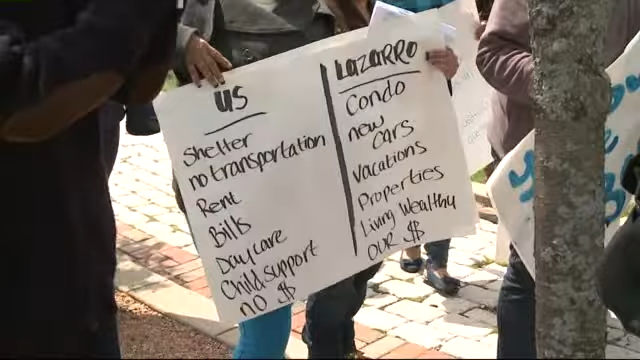 us
Shelter
no transportation
Rent
Bills
Daycare
Child support
no $
Lazarro
Condo
new
cars
Vacations
Properties
Living Wealthy
OUR $